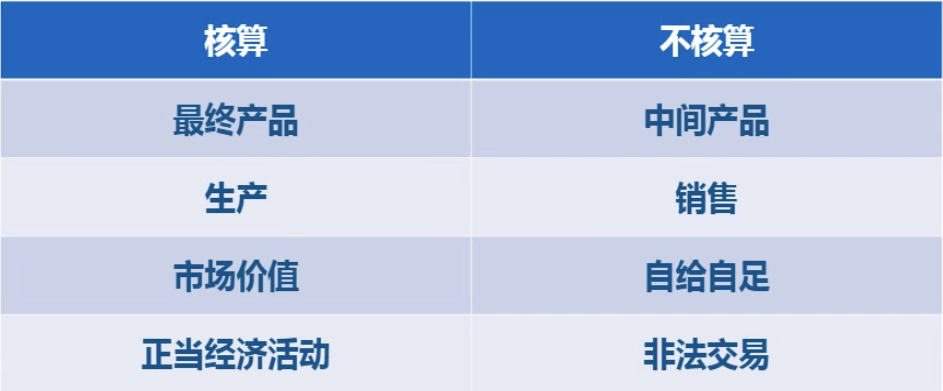 核算 不核算
最终产品 中间产品
生产 销售
市场价值 自给自足
正当经济活动 非法交易